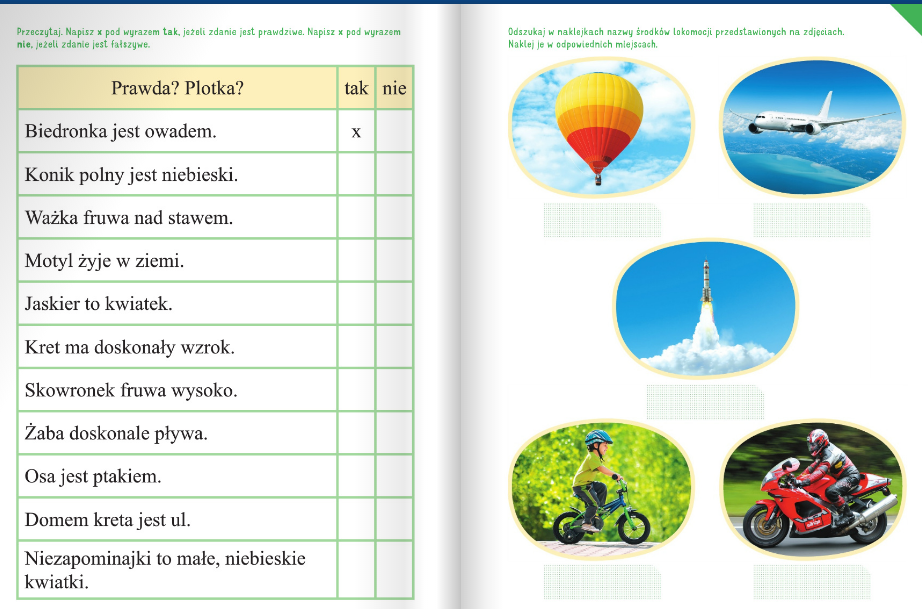 Przeczytaj. Napisz x pod wyrazem tak, jeżeli zdanie jest prawdziwe. Napisz x pod wyrazem
nie, jeżeli zdanie jest fałszywe.
Prawda? Plotka? tak nie
Biedronka jest owadem. x
Konik polny jest niebieski.
Ważka fruwa nad stawem.
Motyl żyje w ziemi.
Jaskier to kwiatek.
Kret ma doskonały wzrok.
Skowronek fruwa wysoko.
Żaba doskonale pływa.
Osa jest ptakiem.
Domem kreta jest ul.
Niezapominajki to małe, niebieskie
kwiatki.
Odszukaj w naklejkach nazwy środków lokomocji przedstawionych na zdjęciach.
Naklej je w odpowiednich miejscach.